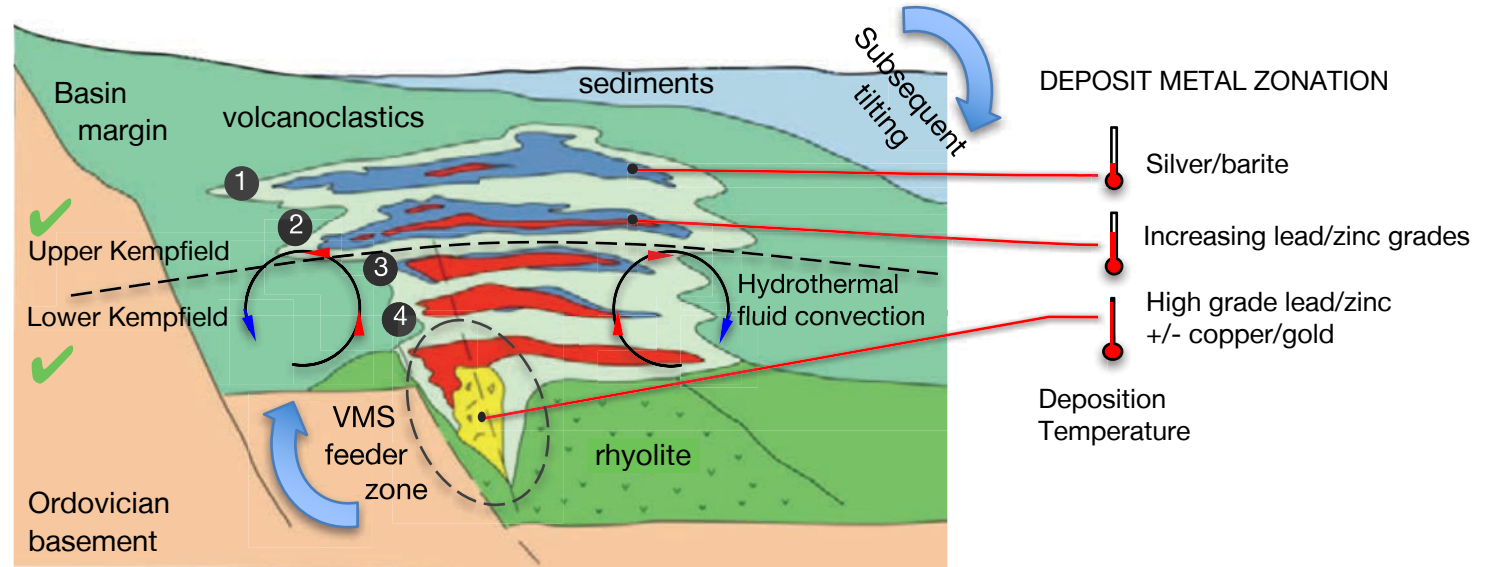 Basin
margin
volcanoclastics
sediments
Subsequent
tilting
1
2
Upper Kempfield
3
Lower Kempfield
4
Hydrothermal
fluid convection
VMS
feeder
zone
rhyolite
Ordovician
basement
DEPOSIT METAL ZONATION
Silver/barite
Increasing lead/zinc grades
High grade lead/zinc
+/- copper/gold
Deposition
Temperature